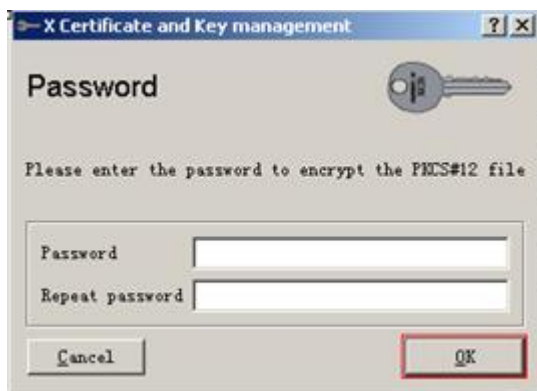 X Certificate and Key management
Password
Please enter the password to encrypt the PKCS#12 file
Password
Repeat password
Cancel
OK